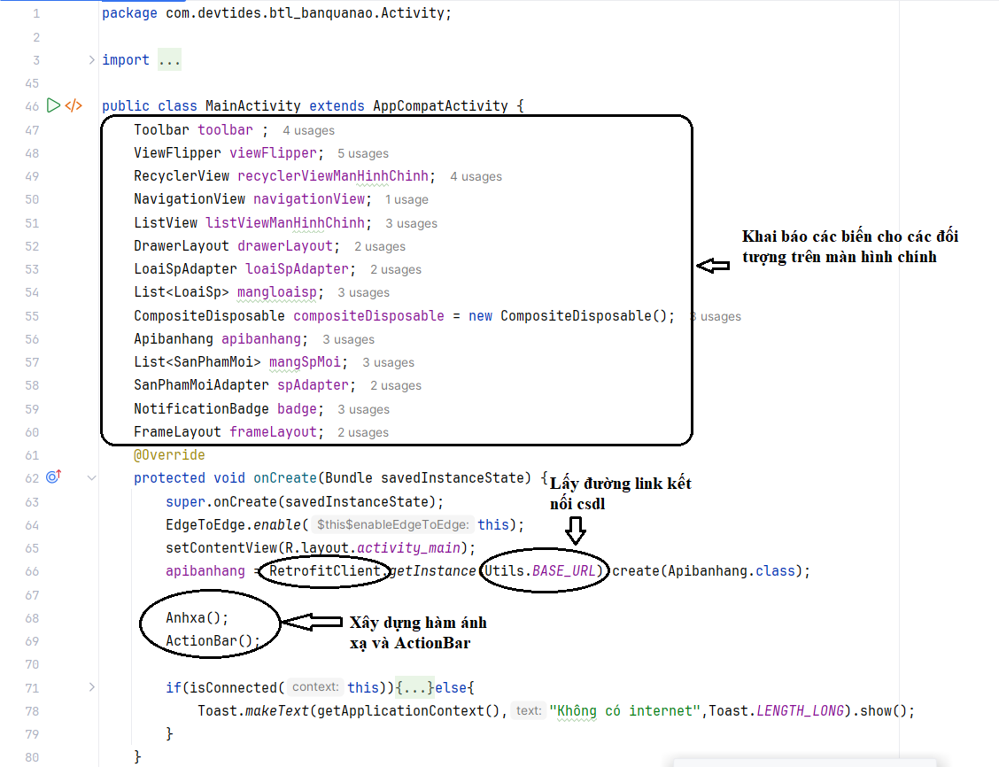 1 package com.devtides.btl_banquanao.Activity;
2
3 import ...
45
46 public class MainActivity extends AppCompatActivity {
47 Toolbar toolbar ; 4 usages
48 ViewFlipper viewFlipper; 5 usages
49 RecyclerView recyclerViewManHinhChinh; 4 usages
50 NavigationView navigationView; 1 usage
51 ListView listViewManHinhChinh; 3 usages
Khai báo các biến cho các đối
tượng trên màn hình chính
52 DrawerLayout drawerLayout; 2 usages
53 LoaiSpAdapter loaiSpAdapter; 2 usages
54 List<LoaiSp> mangloaisp; 3 usages
55 CompositeDisposable compositeDisposable = new CompositeDisposable(); 3 usages
56 Apibanhang apibanhang; 3 usages
57 List<SanPhamMoi> mangSpMoi; 3 usages
58 SanPhamMoiAdapter spAdapter; 2 usages
59 NotificationBadge badge; 3 usages
60 FrameLayout frameLayout; 2 usages
61 @Override
62 protected void onCreate(Bundle savedInstanceState) {
Lấy đường link kết
nối csdl
63 super.onCreate(savedInstanceState);
64 EdgeToEdge.enable( $this$enableEdgeToEdge: this);
65 setContentView(R.layout.activity_main);
66 apibanhang = RetrofitClient.getInstance(Utils.BASE_URL).create(Apibanhang.class);
67
68 Anhxa();
69 ActionBar();
Xây dựng hàm ánh
xạ và ActionBar
70
71 if(isConnected( context: this)){...}else{
78 Toast.makeText(getApplicationContext(), text: "Không có internet",Toast.LENGTH_LONG).show();
79 }
80 }